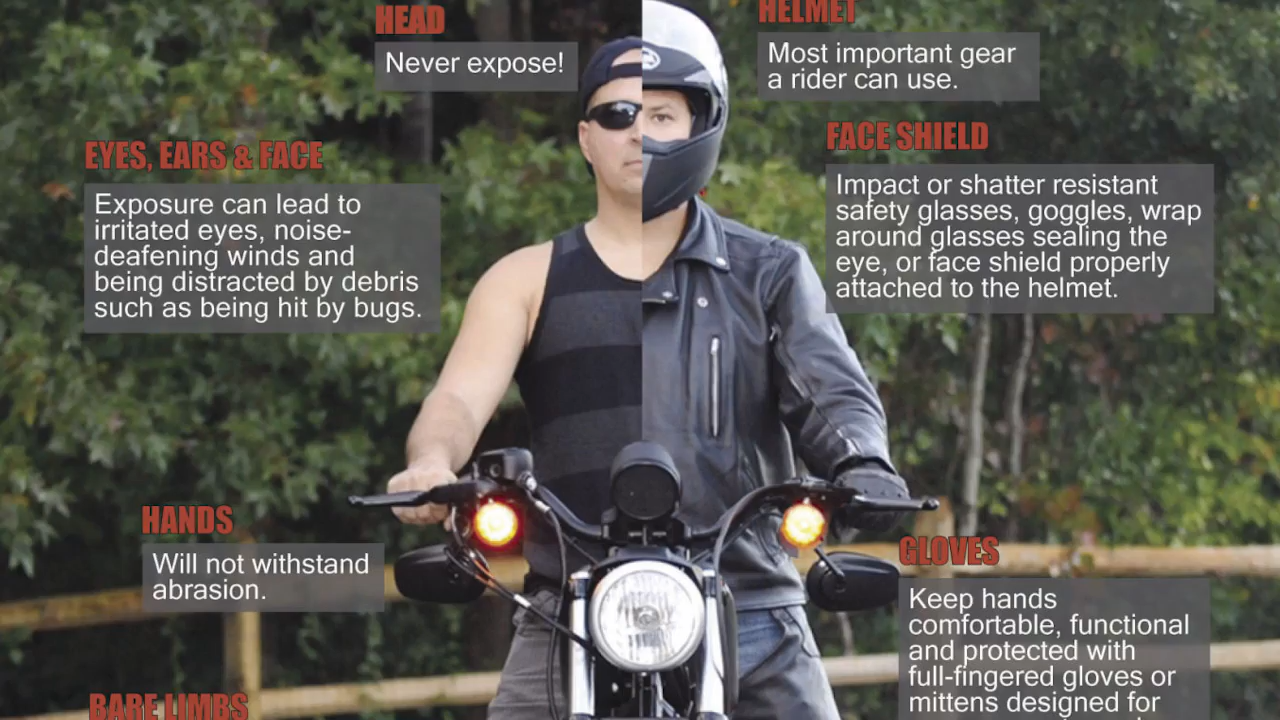 HEAD
Never expose!
HELMET
Most important gear
a rider can use.
EYES, EARS & FACE
Exposure can lead to
irritated eyes, noise-
deafening winds and
being distracted by debris
such as being hit by bugs.
FACE SHIELD
Impact or shatter resistant
safety glasses, goggles, wrap
around glasses sealing the
eye, or face shield properly
attached to the helmet.
HANDS
Will not withstand
abrasion.
GLOVES
Keep hands
comfortable, functional
and protected with
full-fingered gloves or
mittens designed for
BARE LIMBS